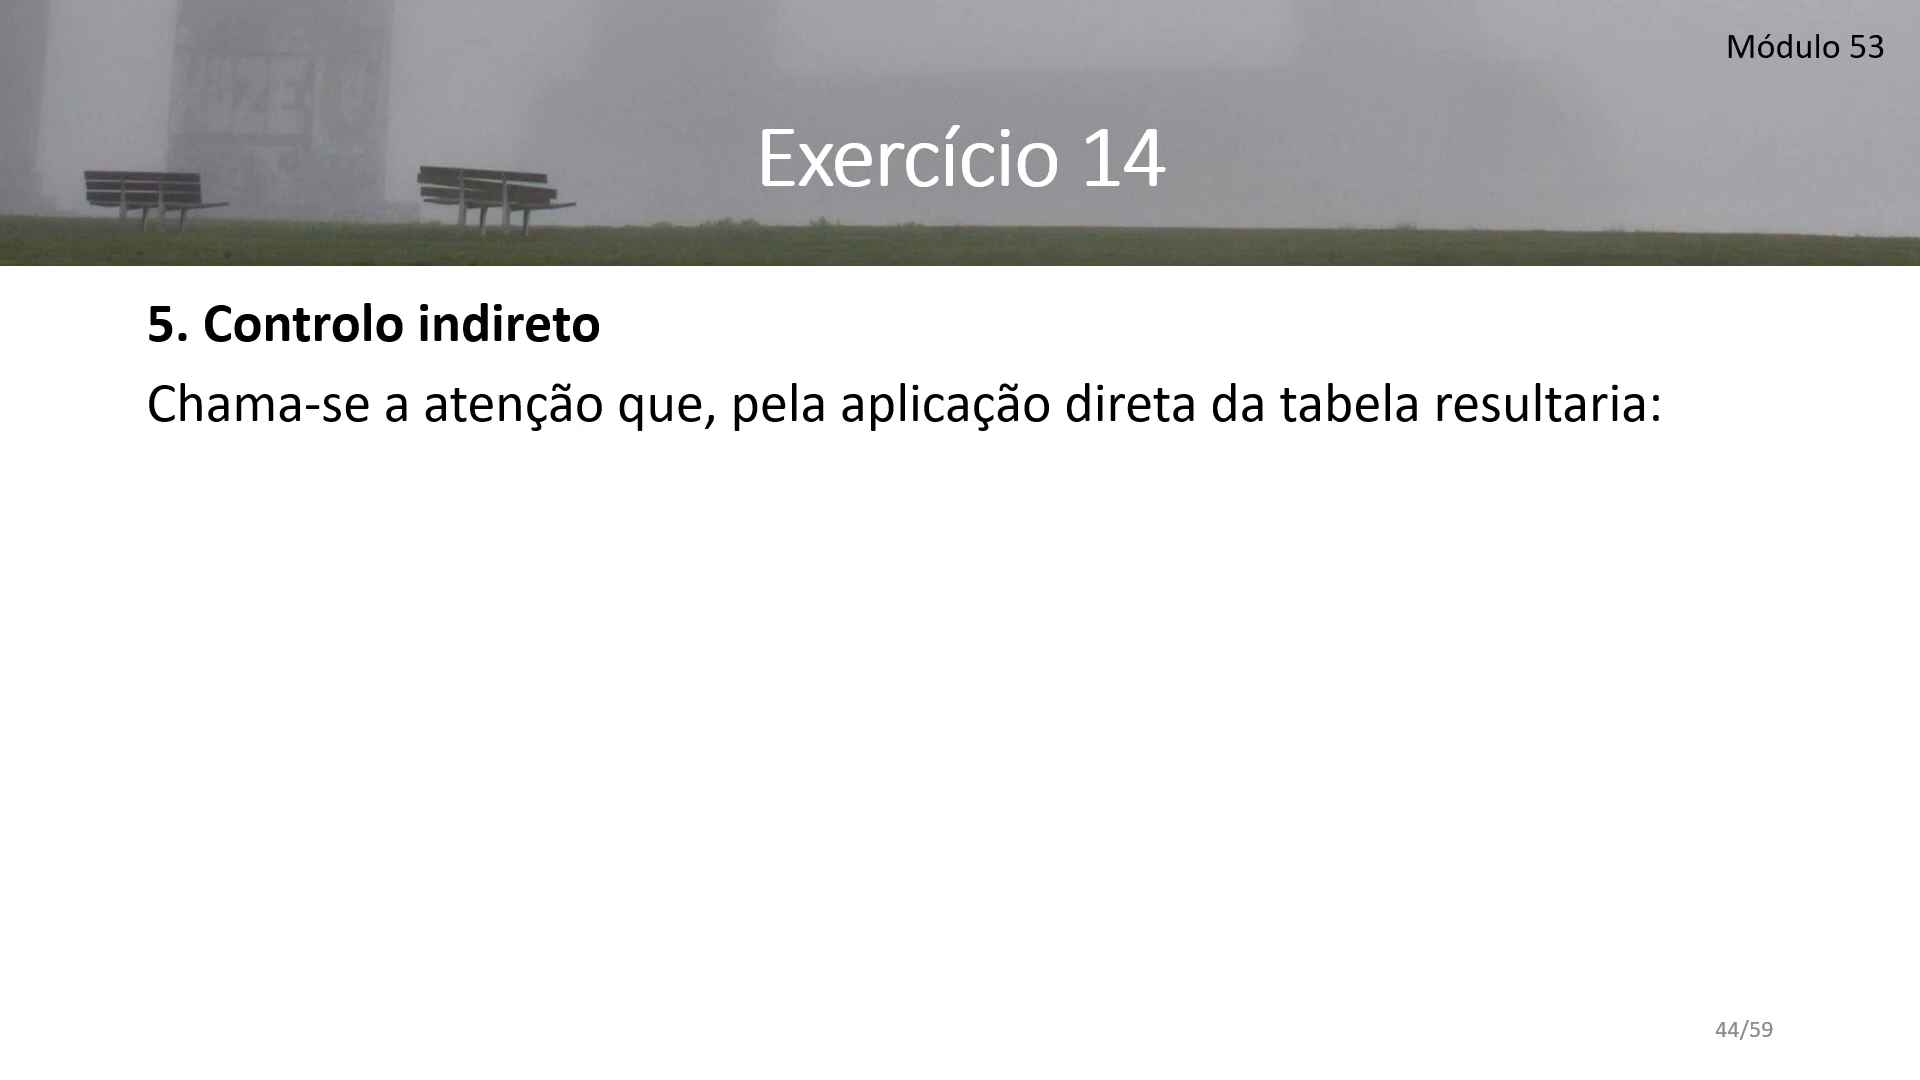 Módulo 53
Exercício 14
5. Controlo indireto
Chama-se a atenção que, pela aplicação direta da tabela resultaria:
44/59